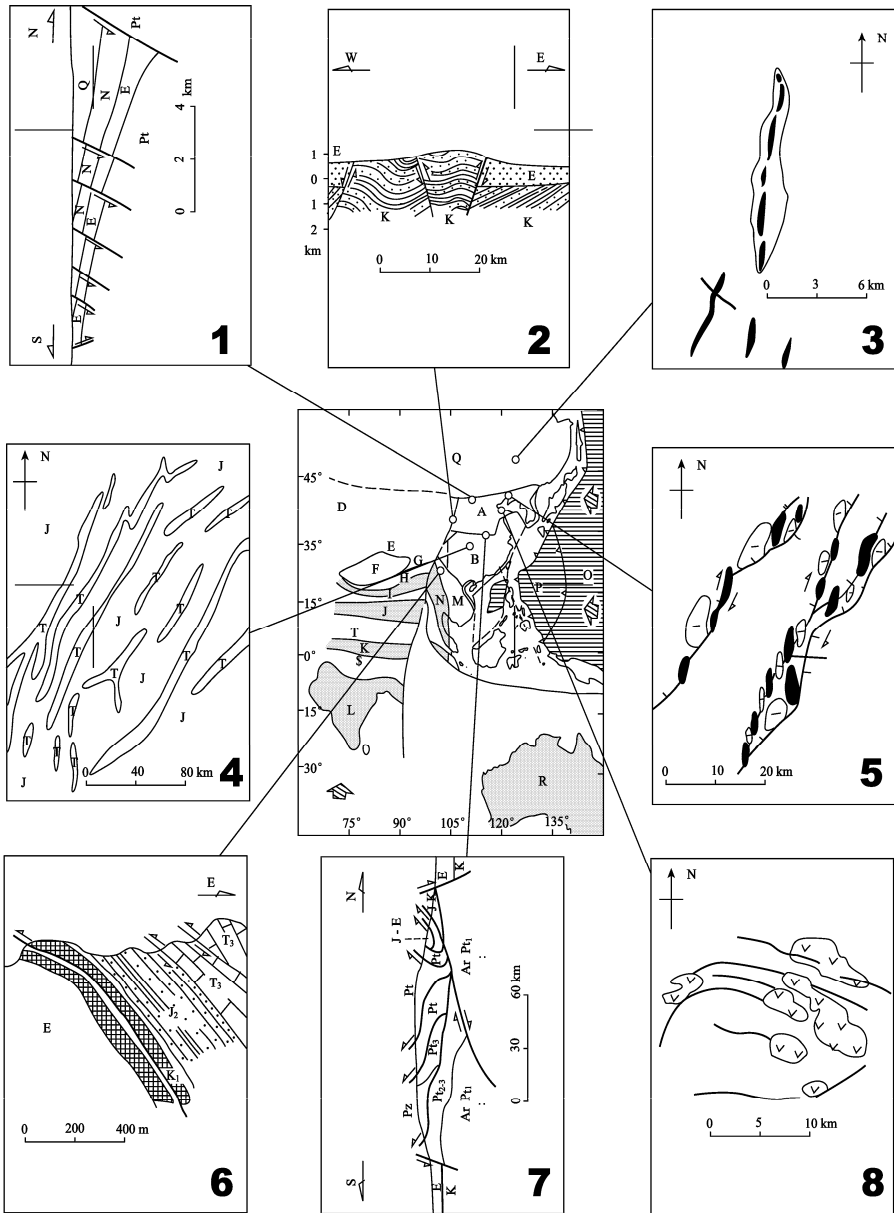 N
Pt
Q
N
E
Pt
N
N
E
E
S
km
4
2
0
1
W
E
E
E
1
0
1
2
km
K
K
K
0 10 20 km
2
N
0 3 6 km
3
N
J
J
T
T
T
T
T
J
T
T
T
J
T
J
T
T
T
T
J
0 40 80 km
4
Q
45°
D
A
35°
E
G
B
F
H
I
15°
J
N
M
P
O
T
K
0°
$
15°
L
30°
R
75° 90° 105° 120° 135°
N
0 10 20 km
5
E
T3
T3
J2
E
K1
0 200 400 m
6
N
K
E
J-K
J - E
Pt
Ar Pt1
Pt
Pt
Pt3
Pt2-3
Pz
Ar Pt1
60 km
30
0
S
E
K
7
N
0 5 10 km
8